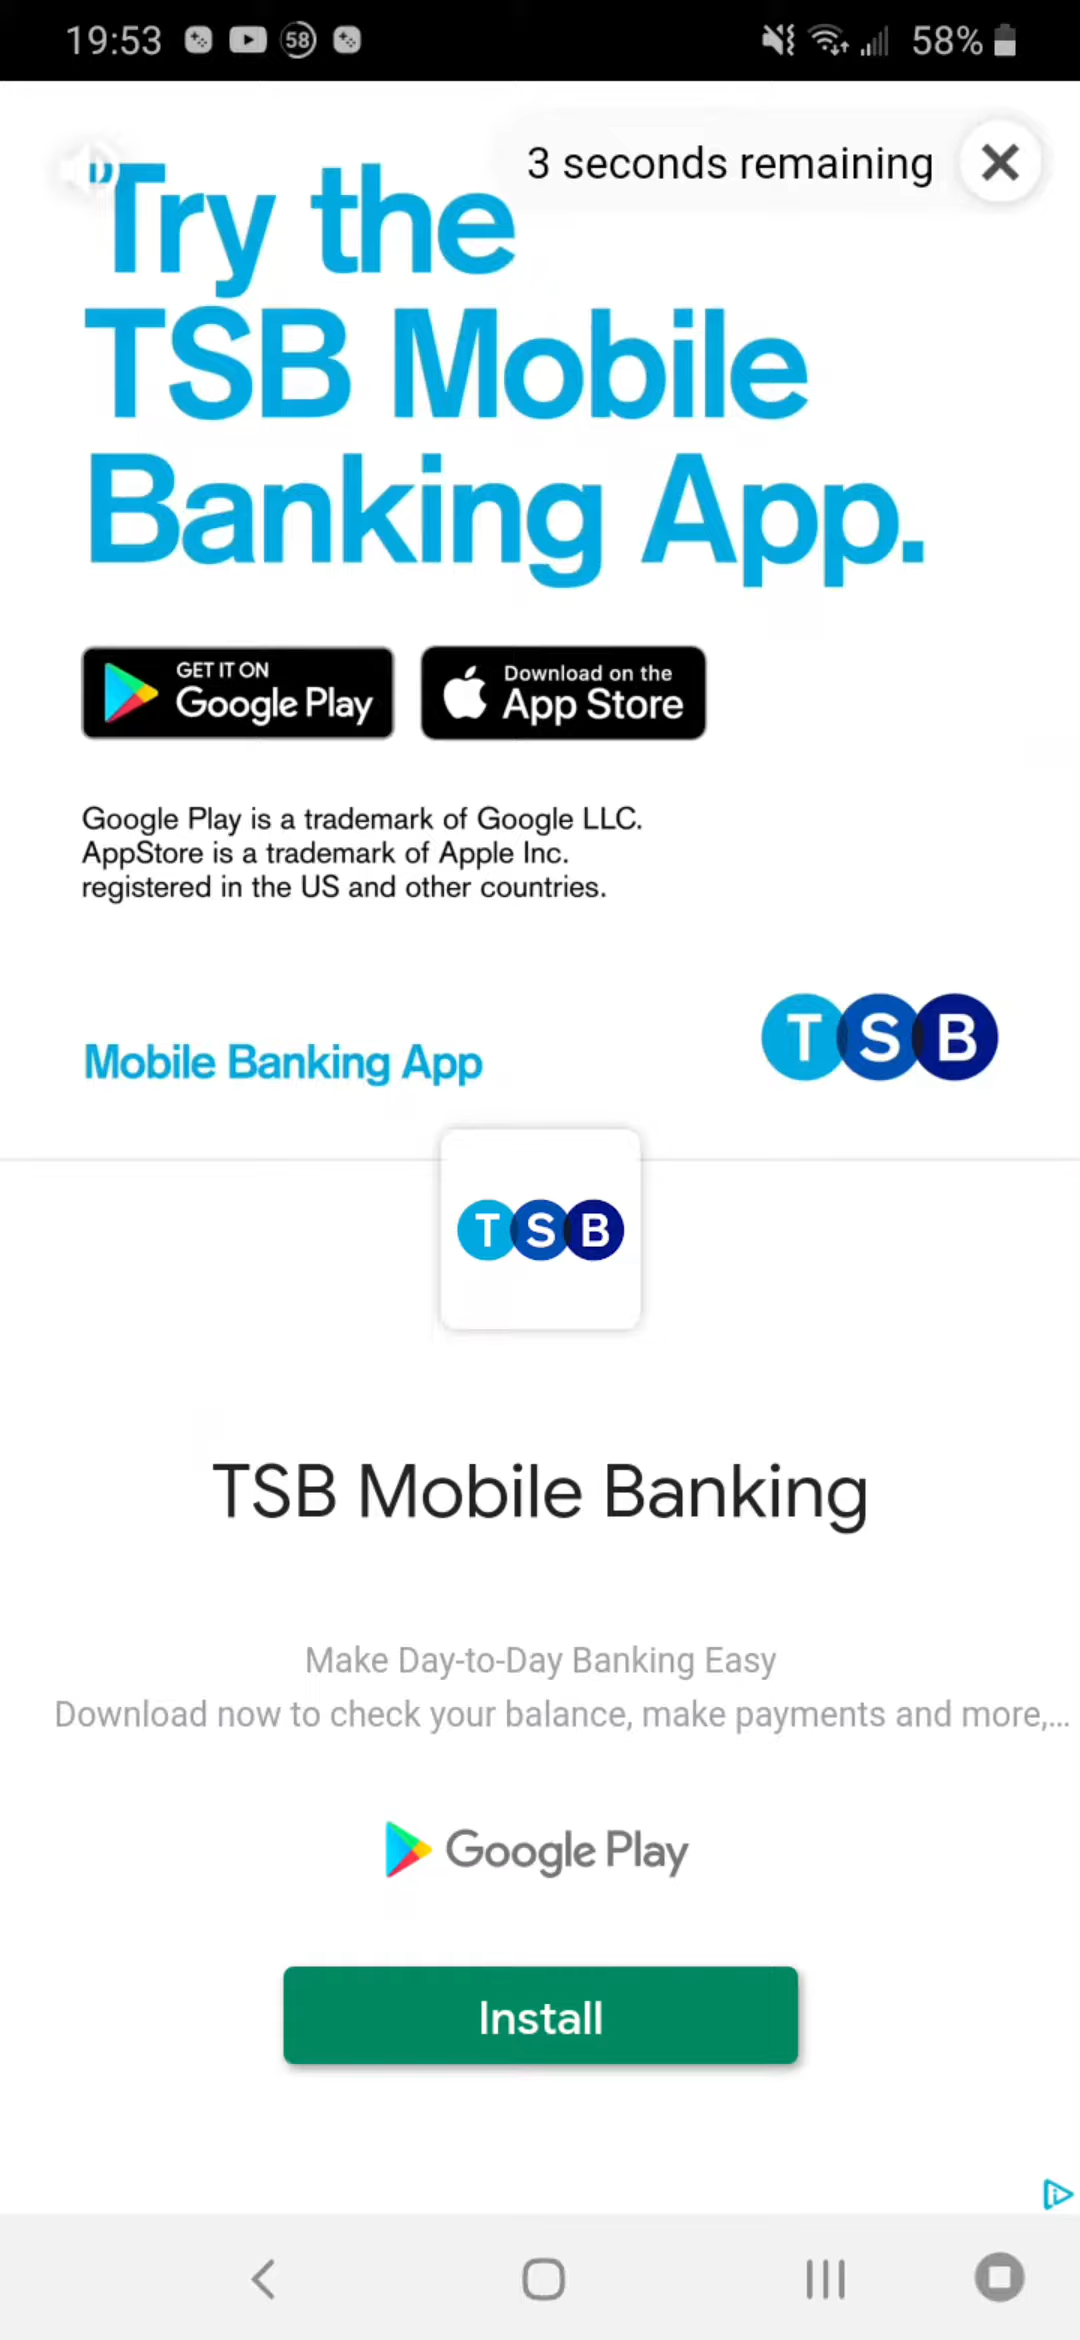 19:53 58 58%
3 seconds remaining
Try the
TSB Mobile
Banking App.
GET IT ON
Google Play
Download on the
App Store
Google Play is a trademark of Google LLC.
AppStore is a trademark of Apple Inc.
registered in the US and other countries.
Mobile Banking App
T S B
T S B
TSB Mobile Banking
Make Day-to-Day Banking Easy
Download now to check your balance, make payments and more,...
Google Play
Install